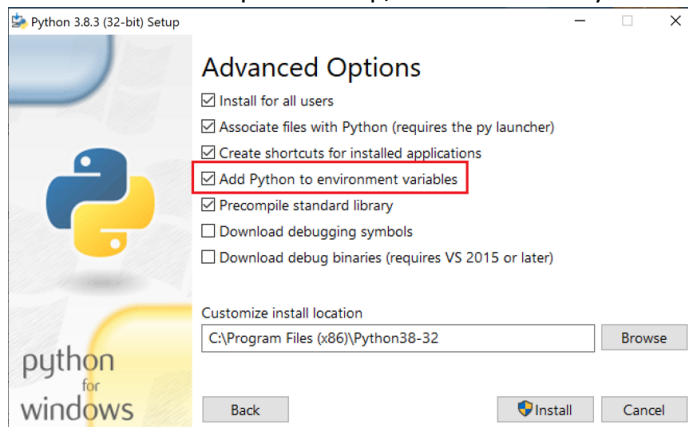 Python 3.8.3 (32-bit) Setup
Advanced Options
Install for all users
Associate files with Python (requires the py launcher)
Create shortcuts for installed applications
Add Python to environment variables
Precompile standard library
Download debugging symbols
Download debug binaries (requires VS 2015 or later)
Customize install location
C:\Program Files (x86)\Python38-32
Browse
python
for
windows
Back
Install
Cancel